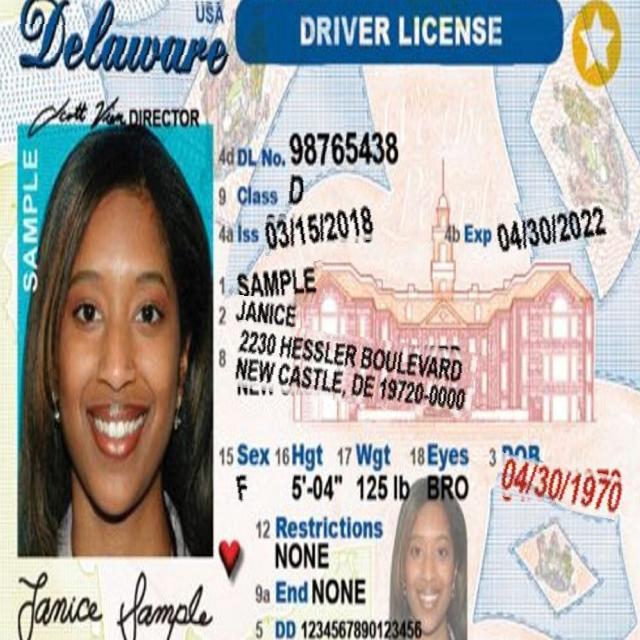 Delaware USA DRIVER LICENSE
Scott Vien DIRECTOR
SAMPLE
4d DL No. 98765438
9 Class D
4a Iss 03/15/2018 4b Exp 04/30/2022
1 SAMPLE
2 JANICE
8 2230 HESSLER BOULEVARD
NEW CASTLE, DE 19720-0000
15 Sex 16 Hgt 17 Wgt 18 Eyes 3 DOB
F 5'-04" 125 lb BRO 04/30/1970
12 Restrictions
NONE
9a End NONE
5 DD 1234567890123456
Janice Sample